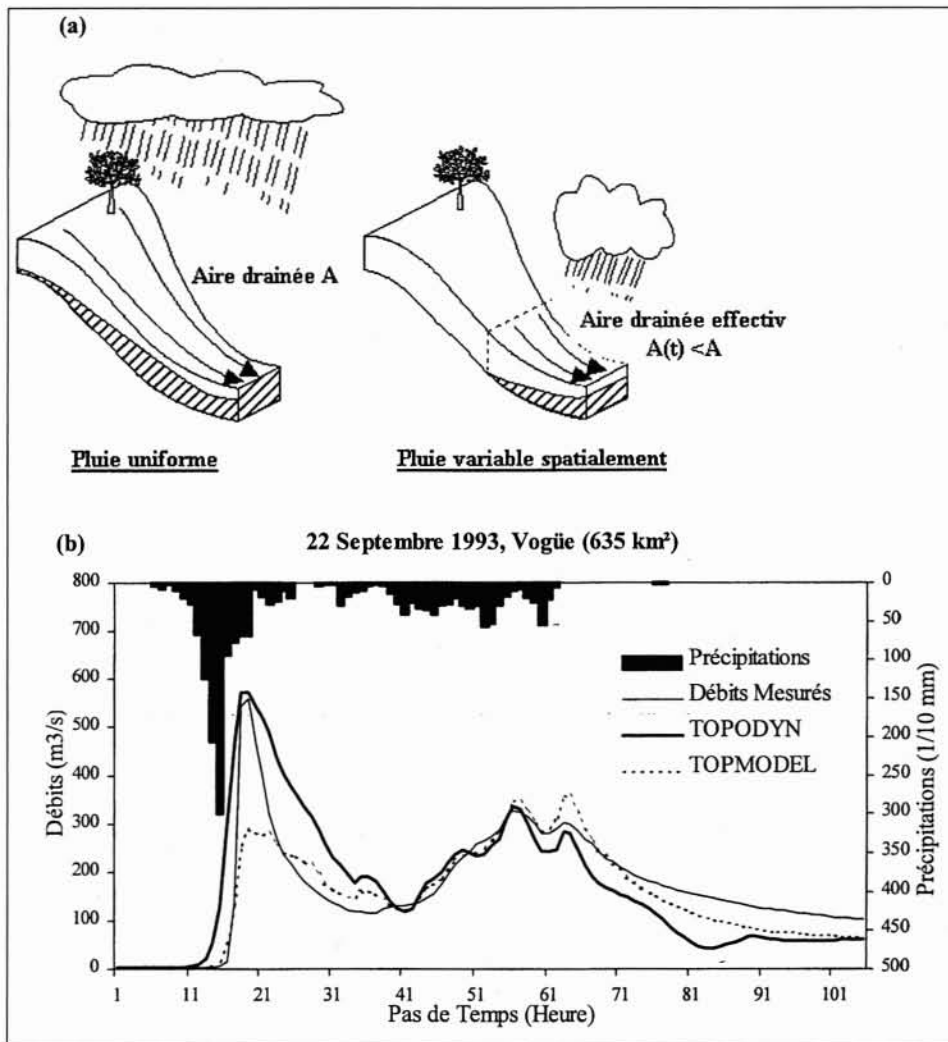 (a)
Aire drainée A
Aire drainée effectiv
A(t) <A
Pluie uniforme
Pluie variable spatialement
(b)
22 Septembre 1993, Vogüe (635 km²)
800
700
600
500
400
300
200
100
0
Débits (m3/s)
0
50
100
150
200
250
300
350
400
450
500
Précipitations (1/10 mm)
Précipitations
Débits Mesurés
TOPODYN
TOPMODEL
1
11
21
31
41
51
61
71
81
91
101
Pas de Temps (Heure)